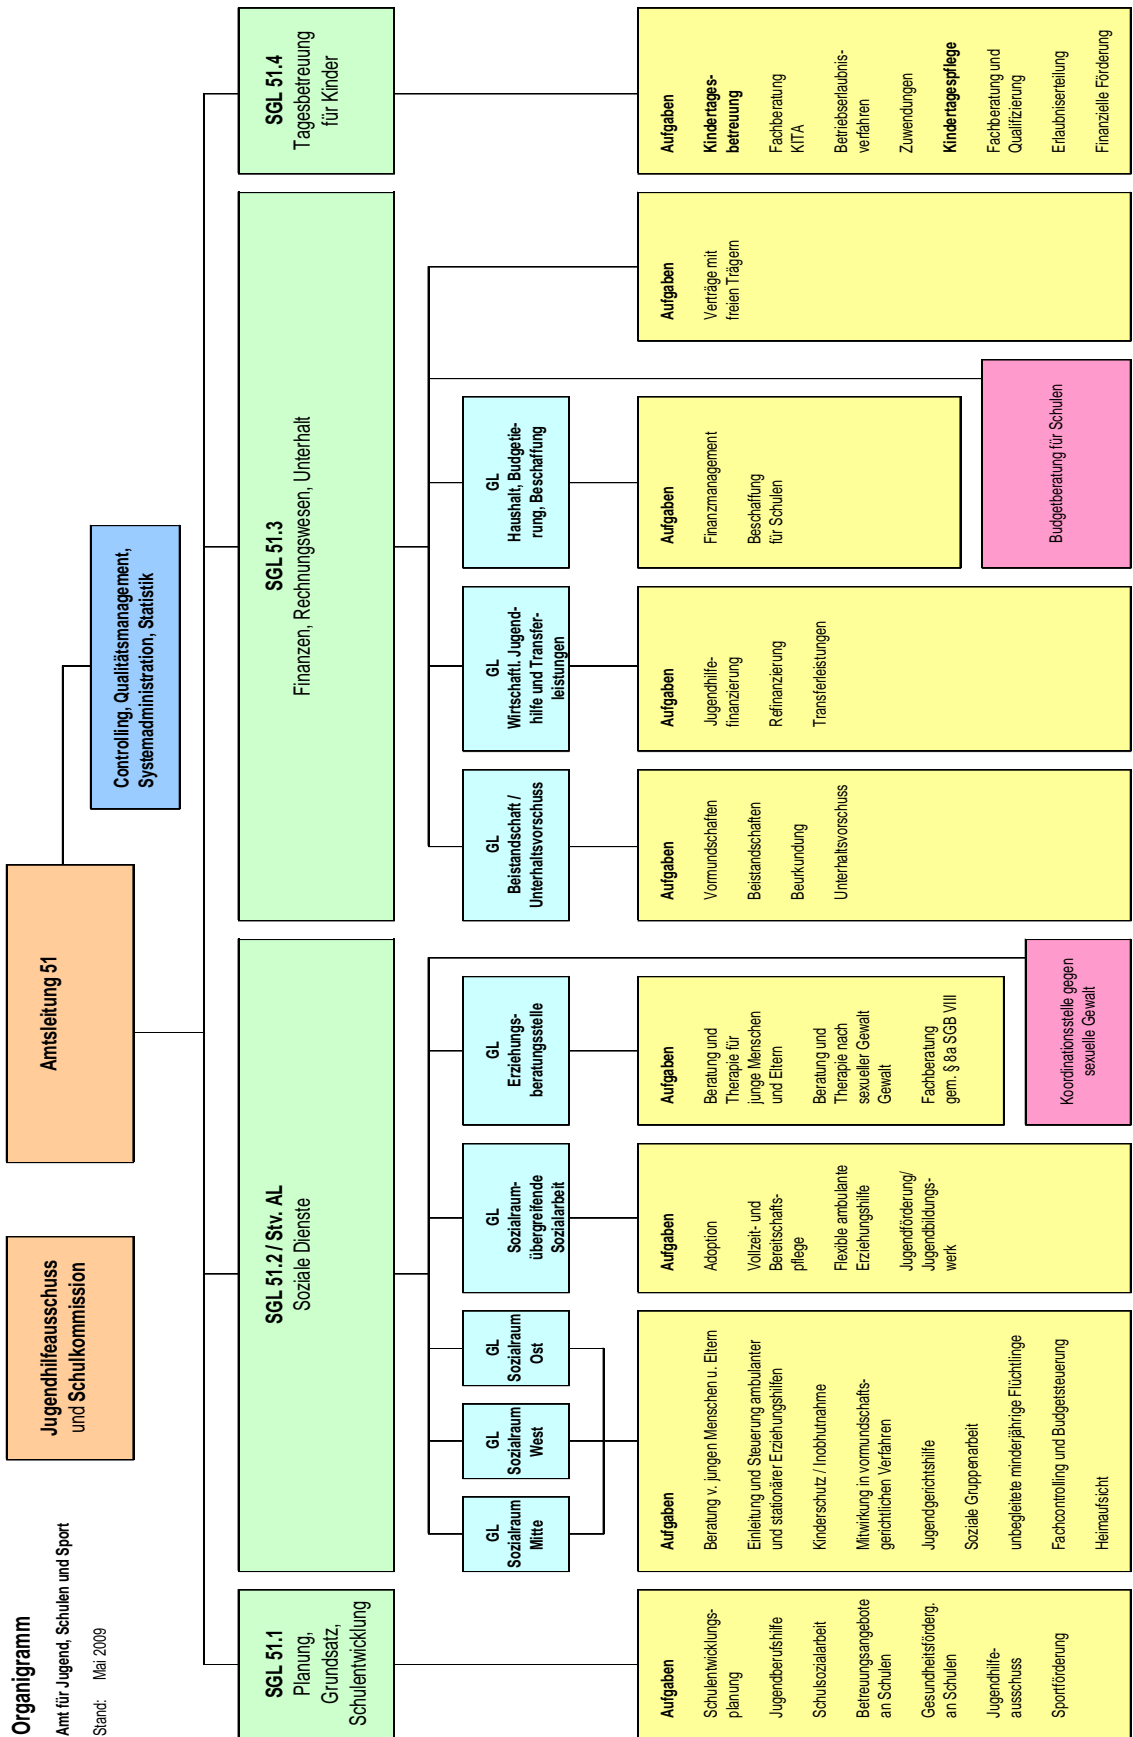 Organigramm
Amt für Jugend, Schulen und Sport
Stand: Mai 2009
Jugendhilfeausschuss
und Schulkommission
Amtsleitung 51
Controlling, Qualitätsmanagement,
Systemadministration, Statistik
SGL 51.1
Planung,
Grundsatz,
Schulentwicklung
SGL 51.2 / Stv. AL
Soziale Dienste
SGL 51.3
Finanzen, Rechnungswesen, Unterhalt
SGL 51.4
Tagesbetreuung
für Kinder
GL
Sozialraum
Mitte
GL
Sozialraum
West
GL
Sozialraum
Ost
GL
Sozialraum-
übergreifende
Sozialarbeit
GL
Erziehungs-
beratungsstelle
GL
Beistandschaft /
Unterhaltsvorschuss
GL
Wirtschaftl. Jugend-
hilfe und Transfer-
leistungen
GL
Haushalt, Budgetie-
rung, Beschaffung
Aufgaben
Schulentwicklungs-
planung
Jugendberufshilfe
Schulsozialarbeit
Betreuungsangebote
an Schulen
Gesundheitsförderg.
an Schulen
Jugendhilfe-
ausschuss
Sportförderung
Aufgaben
Beratung v. jungen Menschen u. Eltern
Einleitung und Steuerung ambulanter
und stationärer Erziehungshilfen
Kinderschutz / Inobhutnahme
Mitwirkung in vormundschafts-
gerichtlichen Verfahren
Jugendgerichtshilfe
Soziale Gruppenarbeit
unbegleitete minderjährige Flüchtlinge
Fachcontrolling und Budgetsteuerung
Heimaufsicht
Aufgaben
Adoption
Vollzeit- und
Bereitschafts-
pflege
Flexible ambulante
Erziehungshilfe
Jugendförderung/
Jugendbildungs-
werk
Aufgaben
Beratung und
Therapie für
junge Menschen
und Eltern
Beratung und
Therapie nach
sexueller Gewalt
Gewalt
Fachberatung
gem. § 8a SGB VIII
Koordinationsstelle gegen
sexuelle Gewalt
Aufgaben
Vormundschaften
Beistandschaften
Beurkundung
Unterhaltsvorschuss
Aufgaben
Jugendhilfe-
finanzierung
Refinanzierung
Transferleistungen
Aufgaben
Finanzmanagement
Beschaffung
für Schulen
Budgetberatung für Schulen
Aufgaben
Verträge mit
freien Trägern
Aufgaben
Kindertages-
betreuung
Fachberatung
KITA
Betriebserlaubnis-
verfahren
Zuwendungen
Kindertagespflege
Fachberatung und
Qualifizierung
Erlaubniserteilung
Finanzielle Förderung